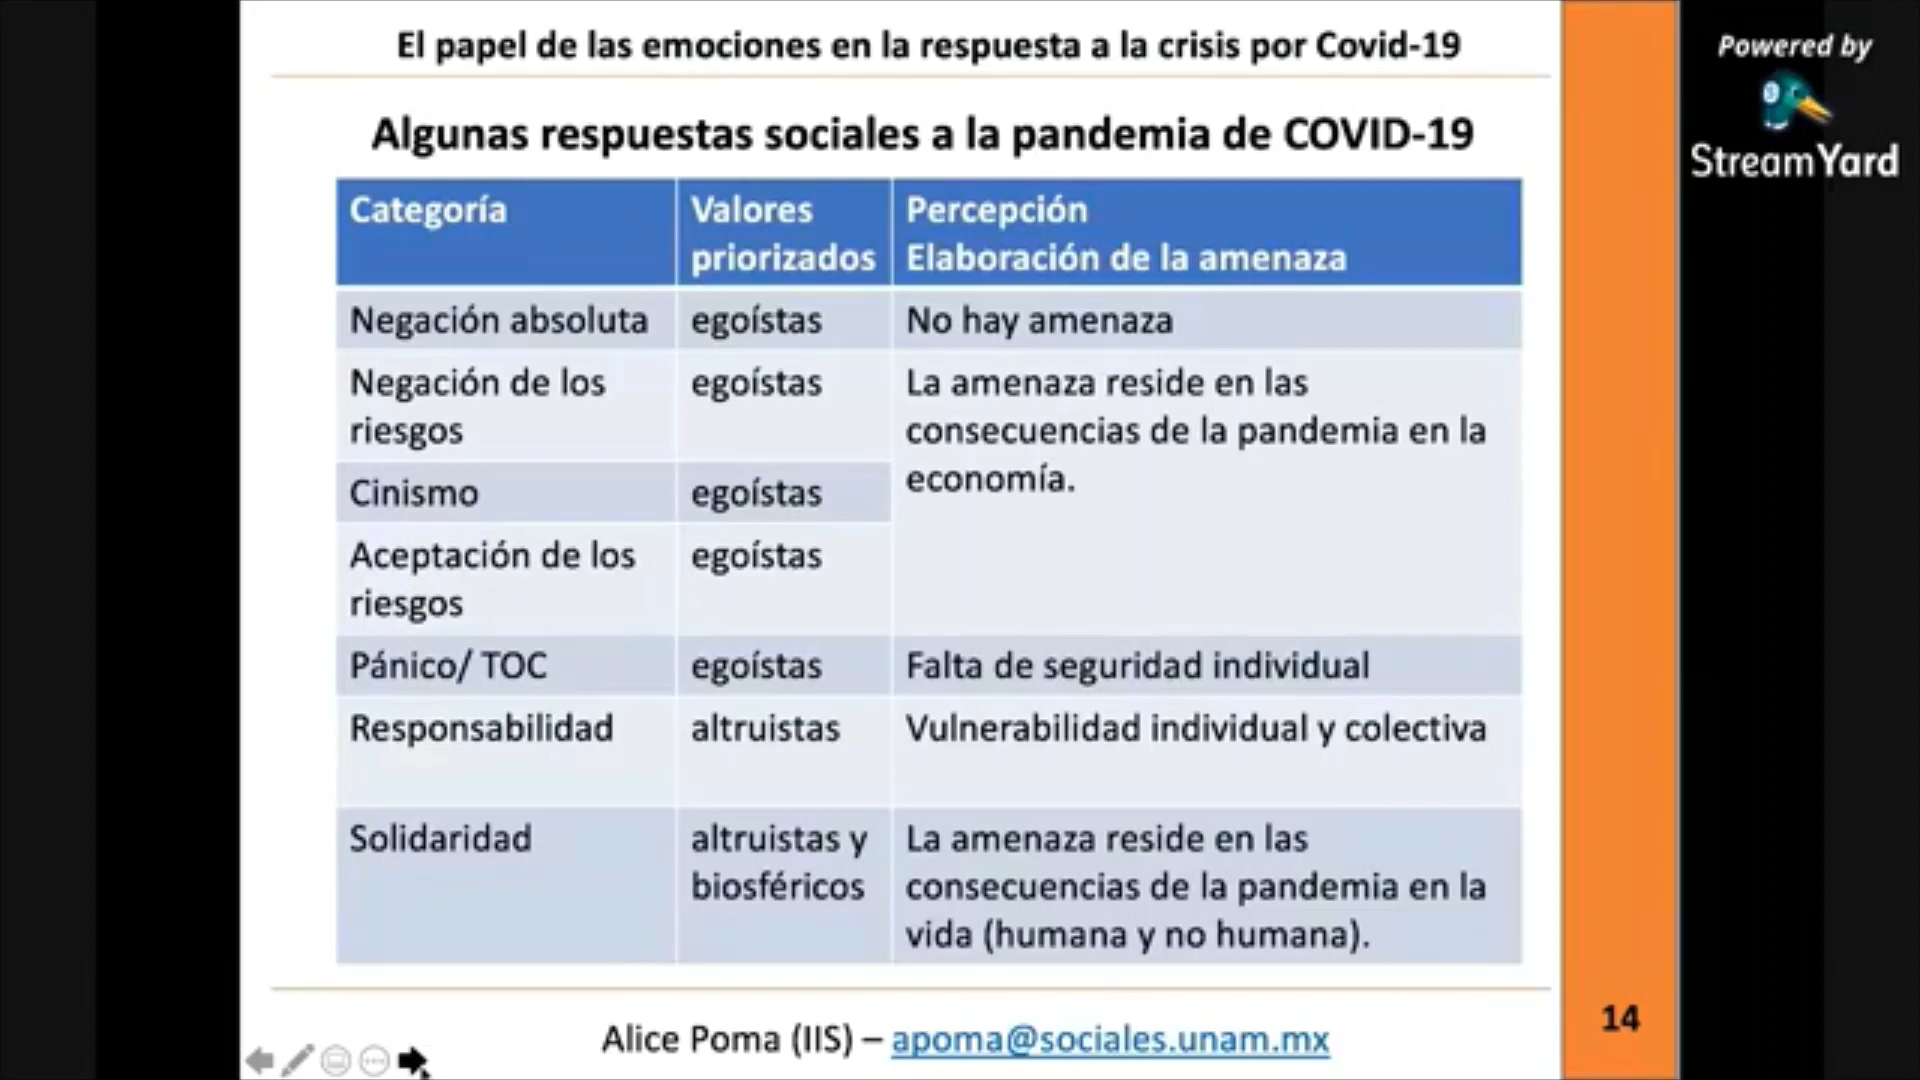 El papel de las emociones en la respuesta a la crisis por Covid-19
Powered by
StreamYard
Algunas respuestas sociales a la pandemia de COVID-19
Categoría
Valores
priorizados
Percepción
Elaboración de la amenaza
Negación absoluta
egoístas
No hay amenaza
Negación de los
riesgos
egoístas
La amenaza reside en las
consecuencias de la pandemia en la
economía.
Cinismo
egoístas
Aceptación de los
riesgos
egoístas
Pánico/ TOC
egoístas
Falta de seguridad individual
Responsabilidad
altruistas
Vulnerabilidad individual y colectiva
Solidaridad
altruistas y
biosféricos
La amenaza reside en las
consecuencias de la pandemia en la
vida (humana y no humana).
Alice Poma (IIS) – apoma@sociales.unam.mx
14